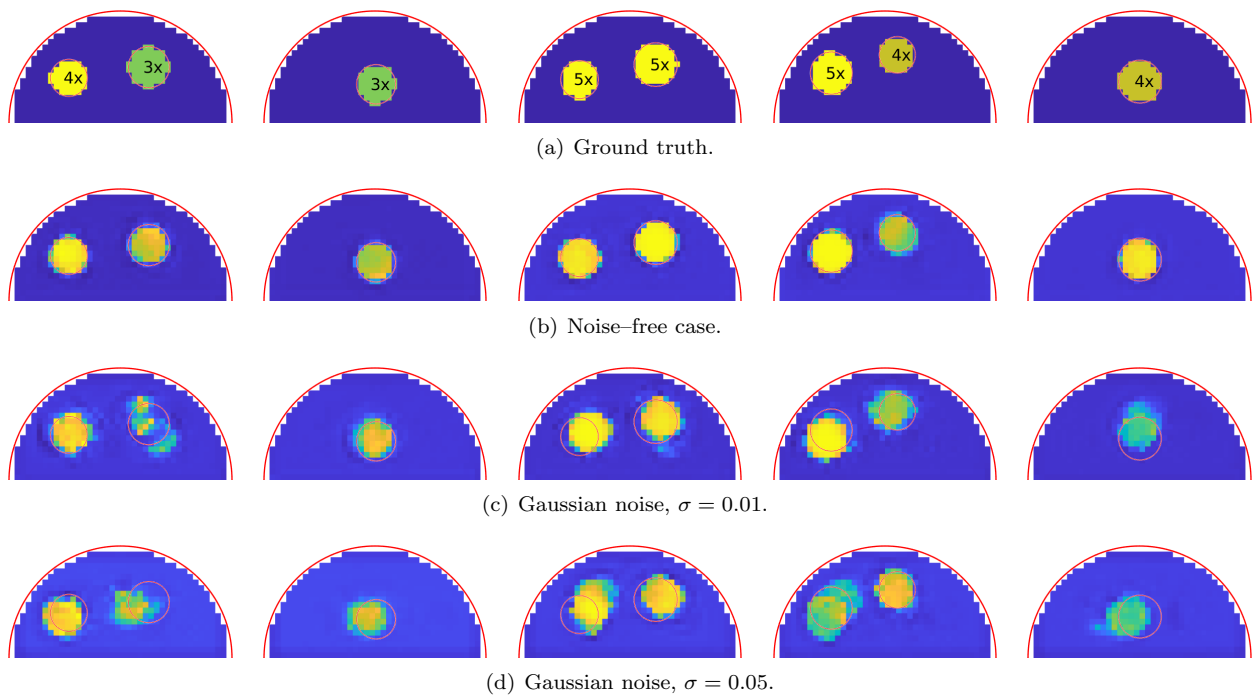 4x 3x 3x 5x 5x 5x 4x 4x
(a) Ground truth.
(b) Noise–free case.
(c) Gaussian noise, σ = 0.01.
(d) Gaussian noise, σ = 0.05.